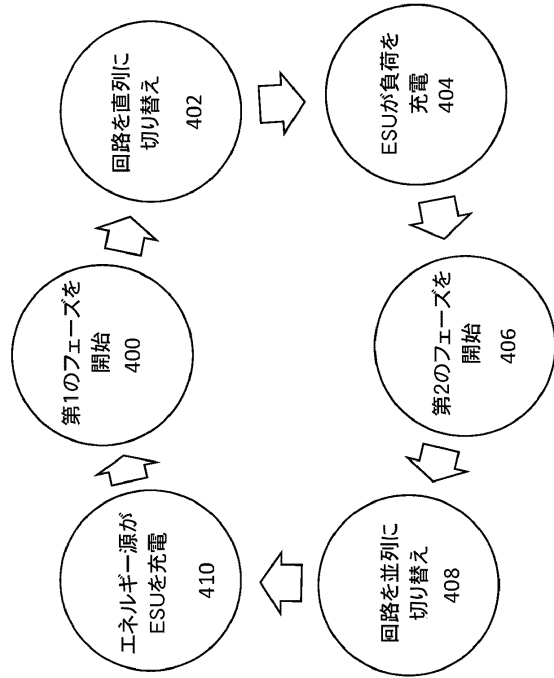 第1のフェーズを
開始
400
回路を直列に
切り替え
402
ESUが負荷を
充電
404
第2のフェーズを
開始
406
回路を並列に
切り替え
408
エネルギー源が
ESUを充電
410